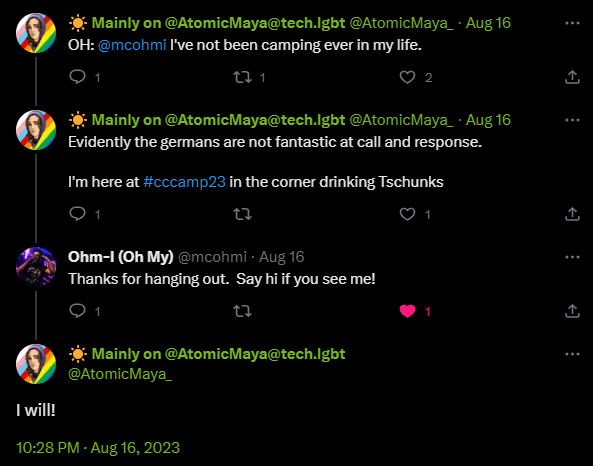 Mainly on @AtomicMaya@tech.lgbt @AtomicMaya_ · Aug 16
OH: @mcohmi I've not been camping ever in my life.
1 1 2
Mainly on @AtomicMaya@tech.lgbt @AtomicMaya_ · Aug 16
Evidently the germans are not fantastic at call and response.
I'm here at #cccamp23 in the corner drinking Tschunks
1 1
Ohm-I (Oh My) @mcohmi · Aug 16
Thanks for hanging out. Say hi if you see me!
1 1
Mainly on @AtomicMaya@tech.lgbt
@AtomicMaya_
I will!
10:28 PM · Aug 16, 2023